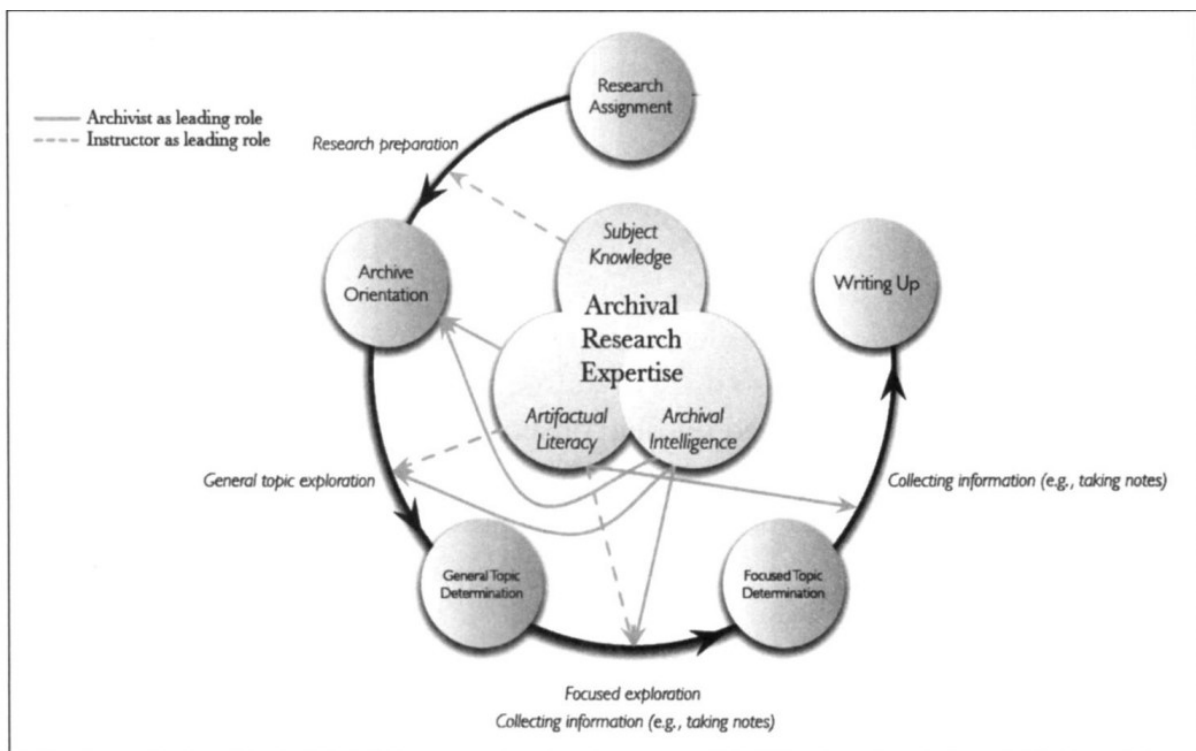 Research
Assignment
Archivist as leading role
Instructor as leading role
Research preparation
Subject
Knowledge
Archive
Orientation
Writing Up
Archival
Research
Expertise
Artifactual
Literacy
Archival
Intelligence
General topic exploration
Collecting information (e.g., taking notes)
General Topic
Determination
Focused Topic
Determination
Focused exploration
Collecting information (e.g., taking notes)